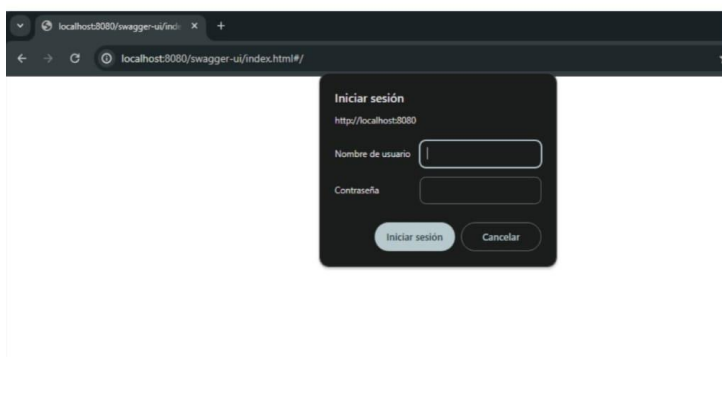 localhost:8080/swagger-ui/inde
localhost:8080/swagger-ui/index.html#/
Iniciar sesión
http://localhost:8080
Nombre de usuario
Contraseña
Iniciar sesión Cancelar